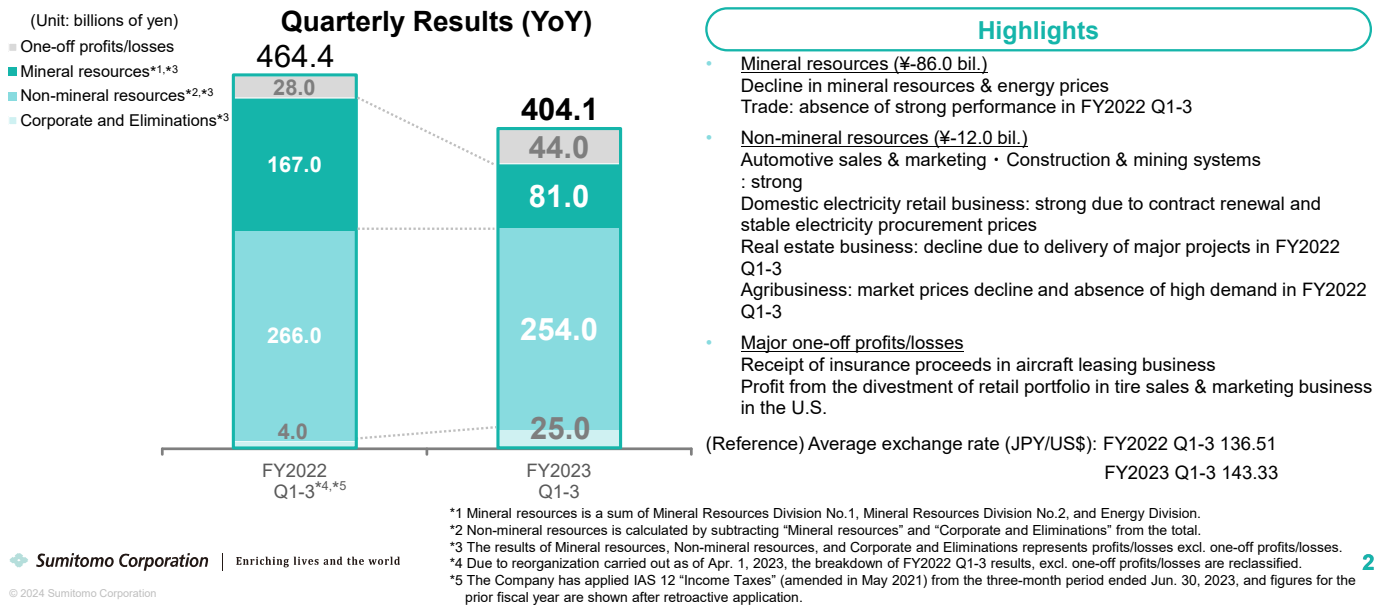 (Unit: billions of yen)
Quarterly Results (YoY)
One-off profits/losses
Mineral resources*1,*3
Non-mineral resources*2,*3
Corporate and Eliminations*3
464.4
28.0
167.0
266.0
4.0
404.1
44.0
81.0
254.0
25.0
FY2022
Q1-3*4,*5
FY2023
Q1-3
Highlights
• Mineral resources (¥-86.0 bil.)
Decline in mineral resources & energy prices
Trade: absence of strong performance in FY2022 Q1-3
• Non-mineral resources (¥-12.0 bil.)
Automotive sales & marketing・Construction & mining systems
: strong
Domestic electricity retail business: strong due to contract renewal and
stable electricity procurement prices
Real estate business: decline due to delivery of major projects in FY2022
Q1-3
Agribusiness: market prices decline and absence of high demand in FY2022
Q1-3
• Major one-off profits/losses
Receipt of insurance proceeds in aircraft leasing business
Profit from the divestment of retail portfolio in tire sales & marketing business
in the U.S.
(Reference) Average exchange rate (JPY/US$): FY2022 Q1-3 136.51
FY2023 Q1-3 143.33
*1 Mineral resources is a sum of Mineral Resources Division No.1, Mineral Resources Division No.2, and Energy Division.
*2 Non-mineral resources is calculated by subtracting “Mineral resources” and “Corporate and Eliminations” from the total.
*3 The results of Mineral resources, Non-mineral resources, and Corporate and Eliminations represents profits/losses excl. one-off profits/losses.
*4 Due to reorganization carried out as of Apr. 1, 2023, the breakdown of FY2022 Q1-3 results, excl. one-off profits/losses are reclassified.
*5 The Company has applied IAS 12 “Income Taxes” (amended in May 2021) from the three-month period ended Jun. 30, 2023, and figures for the
prior fiscal year are shown after retroactive application.
Sumitomo Corporation | Enriching lives and the world
© 2024 Sumitomo Corporation
2